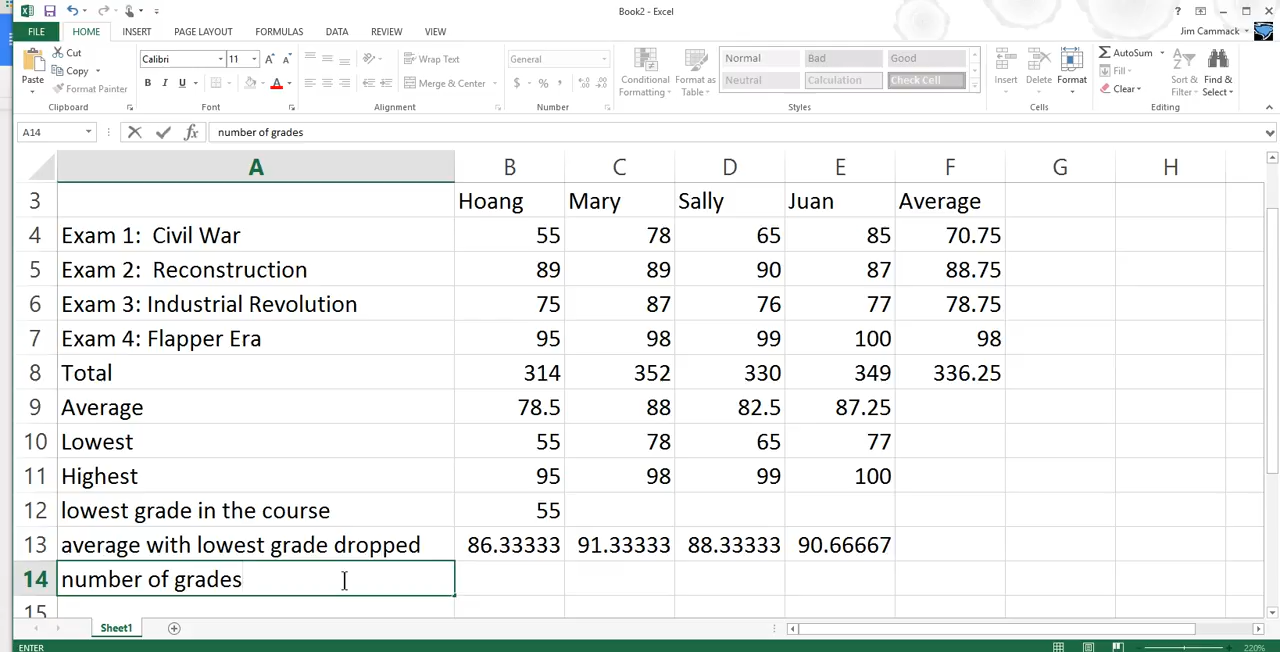 Book2 - Excel
?
FILE HOME INSERT PAGE LAYOUT FORMULAS DATA REVIEW VIEW
Jim Cammack
Paste
Cut
Copy
Format Painter
Clipboard
Calibri 11
B I U
Font
Wrap Text
Merge & Center
Alignment
General
$ % ,
Number
Conditional Formatting
Format as Table
Normal Bad Good
Neutral Calculation Check Cell
Styles
Insert Delete Format
Cells
AutoSum
Fill
Clear
Sort & Filter
Find & Select
Editing
A14 fx number of grades
A B C D E F G H
3 Hoang Mary Sally Juan Average
4 Exam 1: Civil War 55 78 65 85 70.75
5 Exam 2: Reconstruction 89 89 90 87 88.75
6 Exam 3: Industrial Revolution 75 87 76 77 78.75
7 Exam 4: Flapper Era 95 98 99 100 98
8 Total 314 352 330 349 336.25
9 Average 78.5 88 82.5 87.25
10 Lowest 55 78 65 77
11 Highest 95 98 99 100
12 lowest grade in the course 55
13 average with lowest grade dropped 86.33333 91.33333 88.33333 90.66667
14 number of grades
15
Sheet1
ENTER
220%